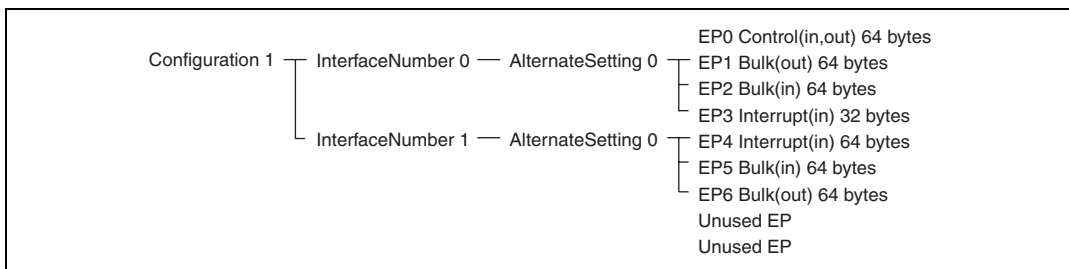 EP0 Control(in,out) 64 bytes
Configuration 1 InterfaceNumber 0 AlternateSetting 0 EP1 Bulk(out) 64 bytes
EP2 Bulk(in) 64 bytes
EP3 Interrupt(in) 32 bytes
InterfaceNumber 1 AlternateSetting 0 EP4 Interrupt(in) 64 bytes
EP5 Bulk(in) 64 bytes
EP6 Bulk(out) 64 bytes
Unused EP
Unused EP